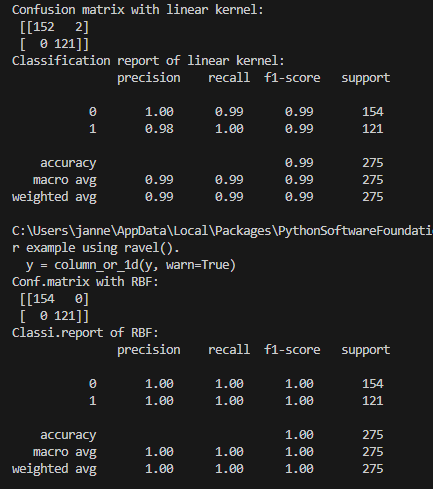 Confusion matrix with linear kernel:
[[152   2]
[  0 121]]
Classification report of linear kernel:
precision    recall  f1-score   support
0       1.00      0.99      0.99       154
1       0.98      1.00      0.99       121
accuracy                           0.99       275
macro avg       0.99      0.99      0.99       275
weighted avg       0.99      0.99      0.99       275
C:\Users\janne\AppData\Local\Packages\PythonSoftwareFoundatio
r example using ravel().
y = column_or_1d(y, warn=True)
Conf.matrix with RBF:
[[154   0]
[  0 121]]
Classi.report of RBF:
precision    recall  f1-score   support
0       1.00      1.00      1.00       154
1       1.00      1.00      1.00       121
accuracy                           1.00       275
macro avg       1.00      1.00      1.00       275
weighted avg       1.00      1.00      1.00       275